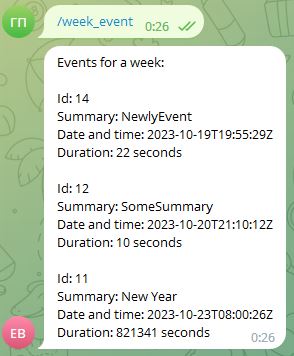 ГП
/week_event
0:26
Events for a week:
Id: 14
Summary: NewlyEvent
Date and time: 2023-10-19T19:55:29Z
Duration: 22 seconds
Id: 12
Summary: SomeSummary
Date and time: 2023-10-20T21:10:12Z
Duration: 10 seconds
Id: 11
Summary: New Year
Date and time: 2023-10-23T08:00:26Z
Duration: 821341 seconds
0:26
EB